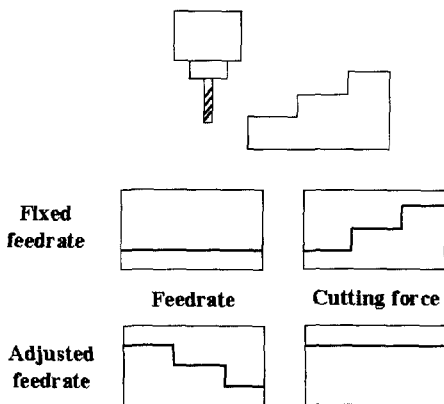 Fixed
feedrate
Feedrate
Cutting force
Adjusted
feedrate